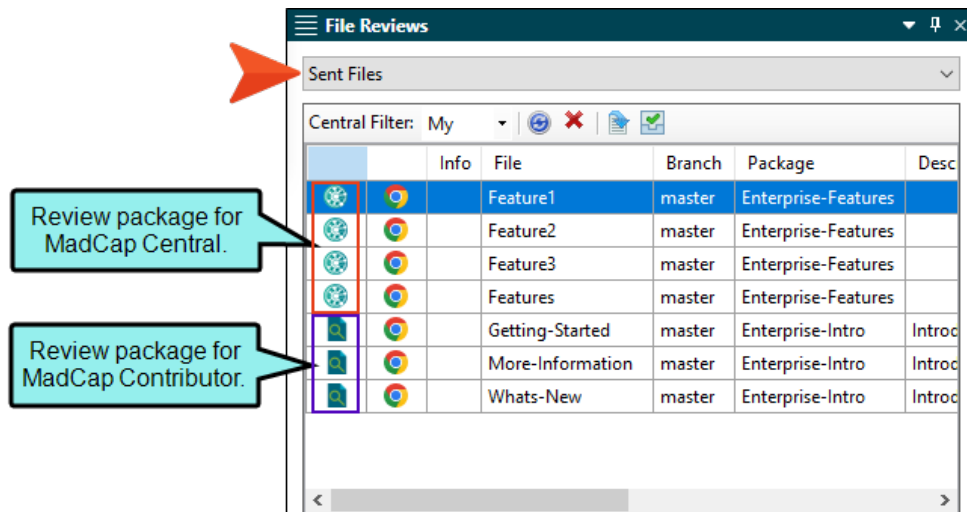 File Reviews
Sent Files
Central Filter: My
Info File Branch Package Desc
Feature1 master Enterprise-Features
Review package for
MadCap Central.
Feature2 master Enterprise-Features
Feature3 master Enterprise-Features
Features master Enterprise-Features
Review package for
MadCap Contributor.
Getting-Started master Enterprise-Intro Introd
More-Information master Enterprise-Intro Introd
Whats-New master Enterprise-Intro Introd